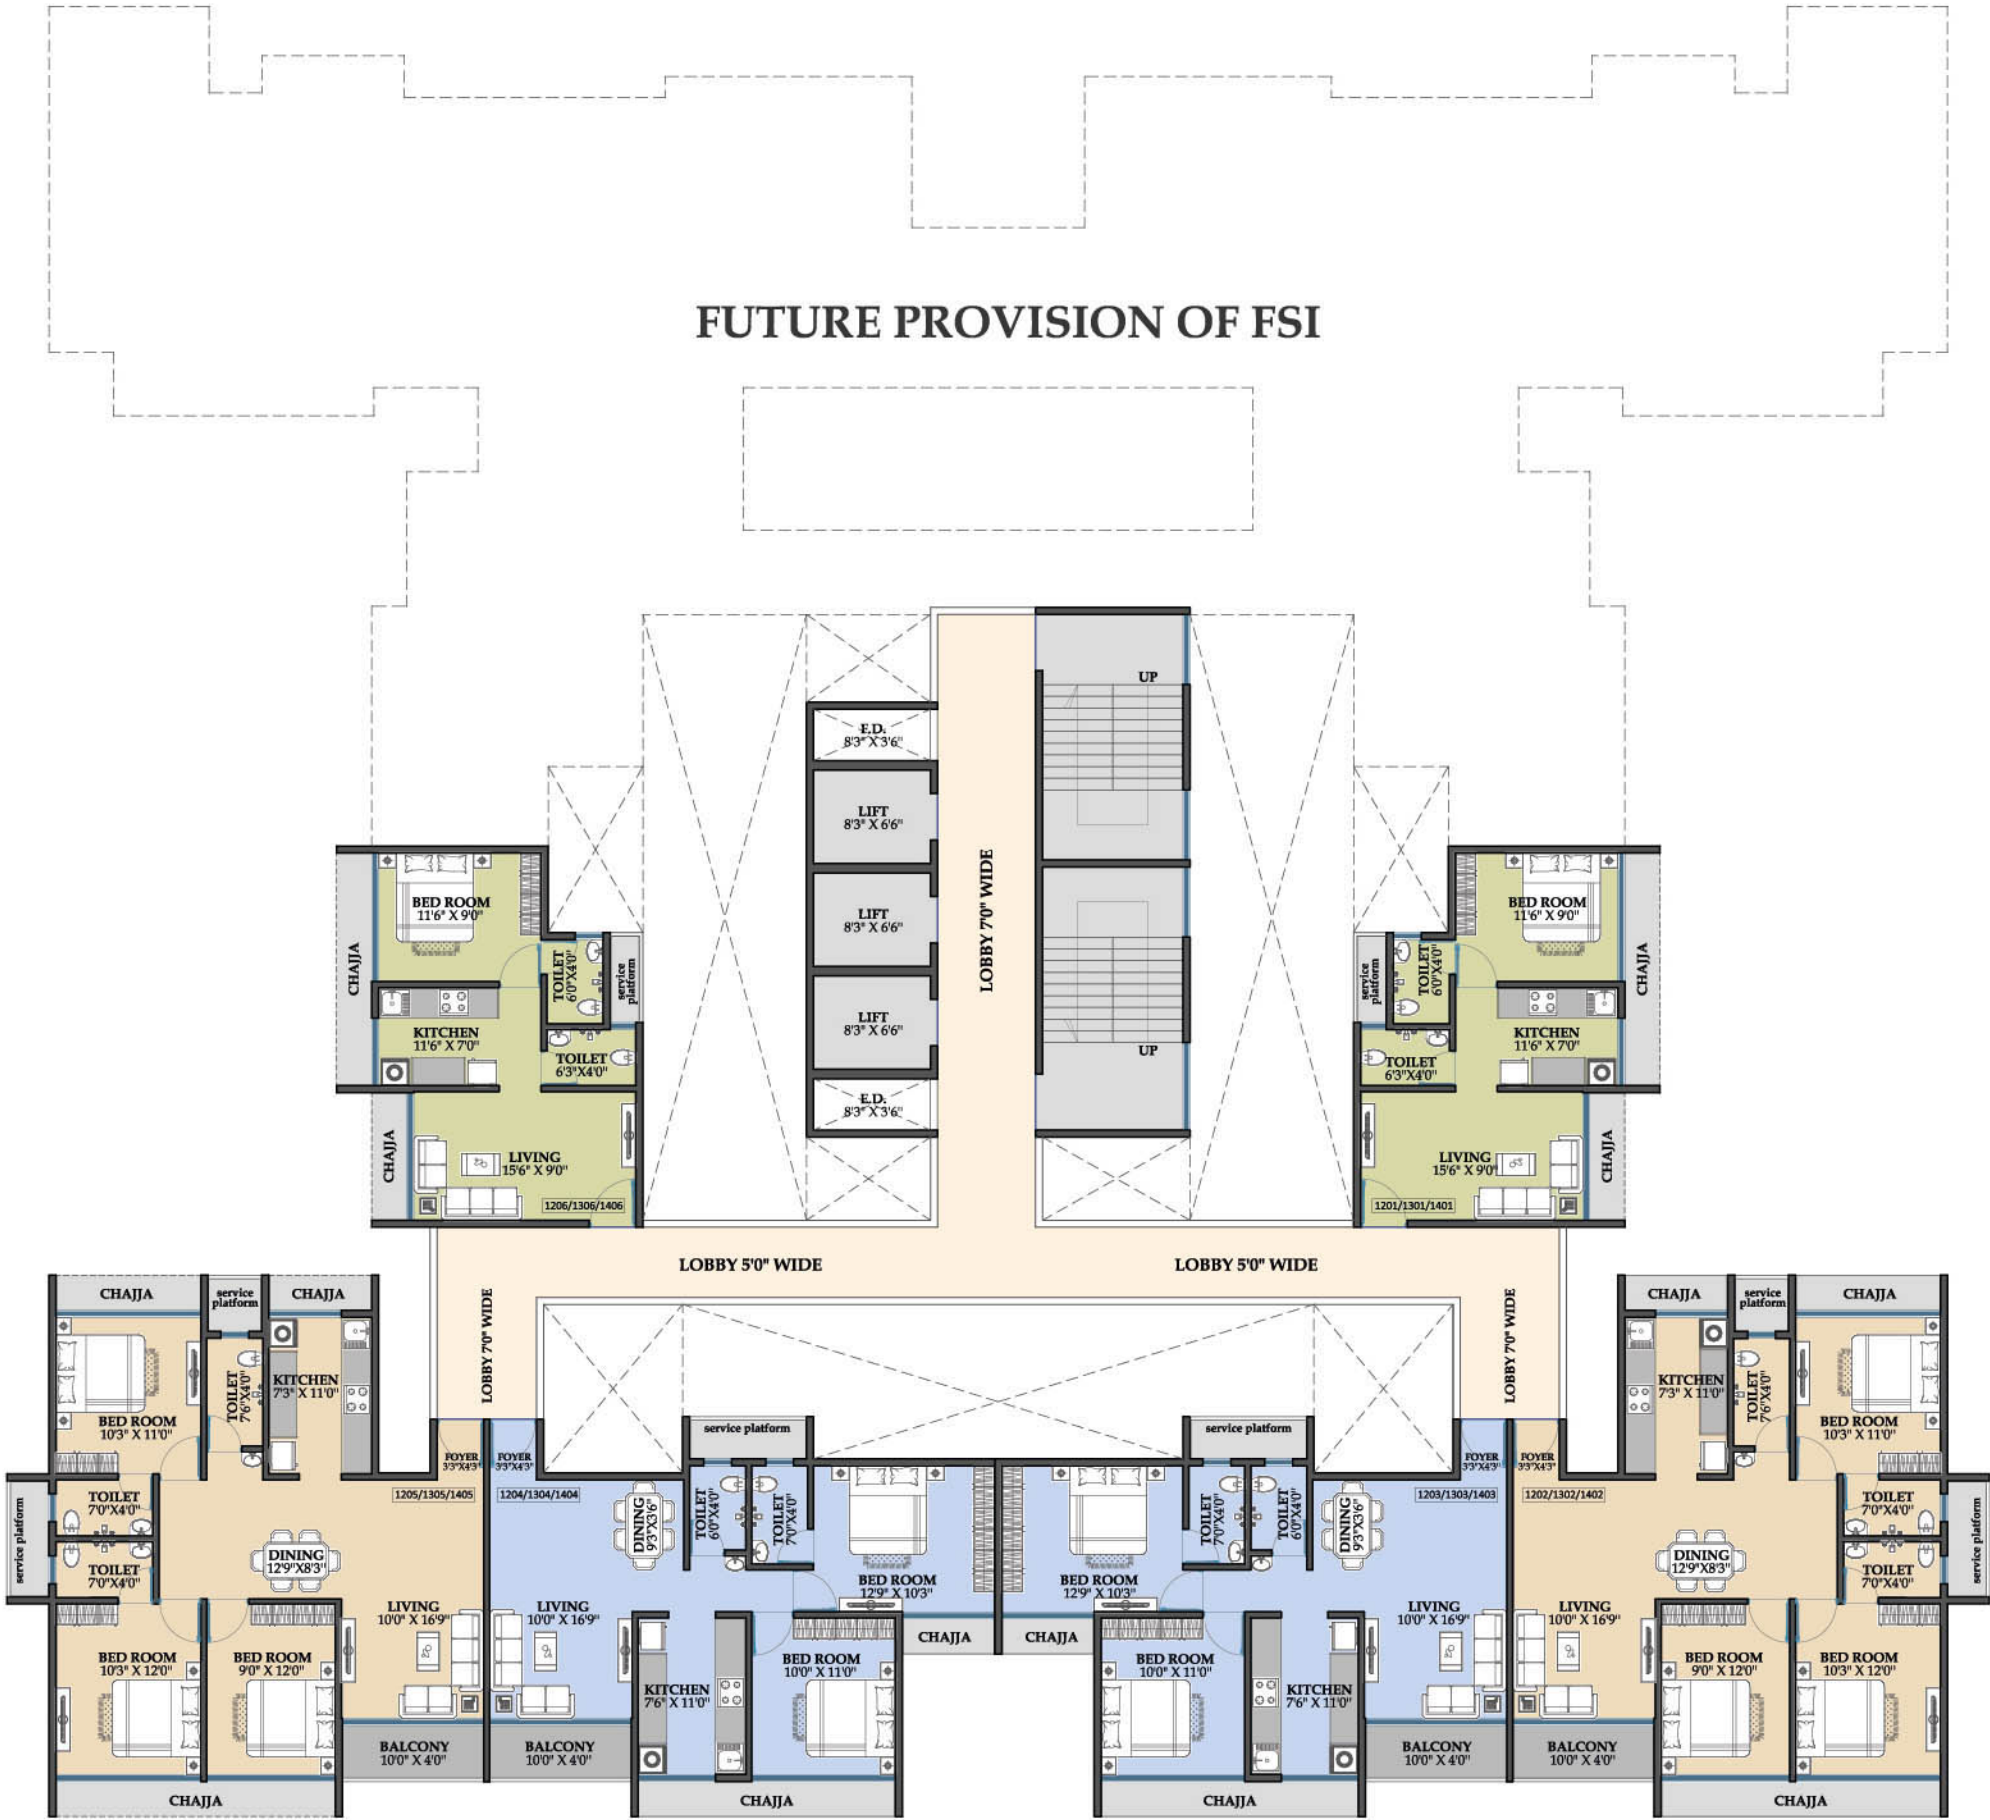 FUTURE PROVISION OF FSI
UP
F.D.
8'3" X 3'6"
LIFT
8'3" X 6'6"
LIFT
8'3" X 6'6"
LIFT
8'3" X 6'6"
E.D.
8'3" X 3'6"
LOBBY 7'0" WIDE
UP
BED ROOM
11'6" X 9'0"
CHAJJA
TOILET
6'0"X4'0"
service
platform
KITCHEN
11'6" X 7'0"
TOILET
6'3"X4'0"
CHAJJA
LIVING
15'6" X 9'0"
1206/1306/1406
BED ROOM
11'6" X 9'0"
CHAJJA
service
platform
TOILET
6'0"X4'0"
KITCHEN
11'6" X 7'0"
TOILET
6'3"X4'0"
LIVING
15'6" X 9'0"
CHAJJA
1201/1301/1401
LOBBY 5'0" WIDE
LOBBY 5'0" WIDE
LOBBY 7'0" WIDE
LOBBY 7'0" WIDE
CHAJJA
service
platform
CHAJJA
BED ROOM
10'3" X 11'0"
TOILET
7'6"X4'0"
KITCHEN
7'3" X 11'0"
FOYER
3'3"X4'3"
1205/1305/1405
service platform
TOILET
7'0"X4'0"
TOILET
7'0"X4'0"
DINING
12'9"X8'3"
LIVING
10'0" X 16'9"
BED ROOM
10'3" X 12'0"
BED ROOM
9'0" X 12'0"
BALCONY
10'0" X 4'0"
CHAJJA
FOYER
3'3"X4'3"
1204/1304/1404
service platform
DINING
9'3"X3'6"
TOILET
6'0"X4'0"
TOILET
7'0"X4'0"
BED ROOM
12'9" X 10'3"
LIVING
10'0" X 16'9"
CHAJJA
KITCHEN
7'6" X 11'0"
BED ROOM
10'0" X 11'0"
BALCONY
10'0" X 4'0"
CHAJJA
service platform
FOYER
3'3"X4'3"
1203/1303/1403
TOILET
7'0"X4'0"
TOILET
6'0"X4'0"
DINING
9'3"X3'6"
BED ROOM
12'9" X 10'3"
LIVING
10'0" X 16'9"
CHAJJA
BED ROOM
10'0" X 11'0"
KITCHEN
7'6" X 11'0"
BALCONY
10'0" X 4'0"
CHAJJA
CHAJJA
service
platform
CHAJJA
KITCHEN
7'3" X 11'0"
TOILET
7'6"X4'0"
BED ROOM
10'3" X 11'0"
FOYER
3'3"X4'3"
1202/1302/1402
TOILET
7'0"X4'0"
TOILET
7'0"X4'0"
service platform
DINING
12'9"X8'3"
LIVING
10'0" X 16'9"
BED ROOM
9'0" X 12'0"
BED ROOM
10'3" X 12'0"
BALCONY
10'0" X 4'0"
CHAJJA